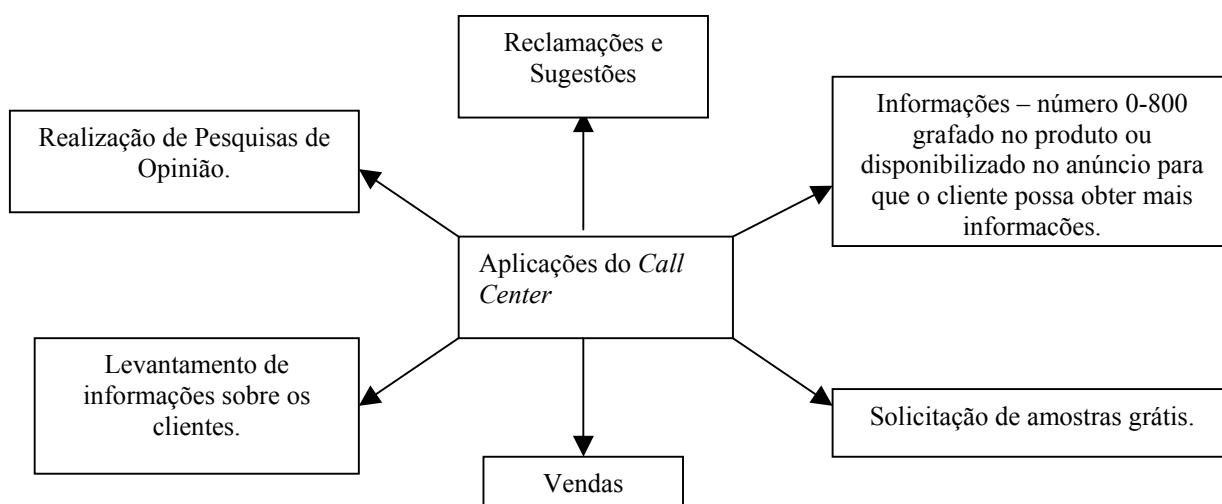 Reclamações e
Sugestões
Realização de Pesquisas de
Opinião.
Informações – número 0-800
grafado no produto ou
disponibilizado no anúncio para
que o cliente possa obter mais
informações.
Aplicações do Call
Center
Levantamento de
informações sobre os
clientes.
Solicitação de amostras grátis.
Vendas